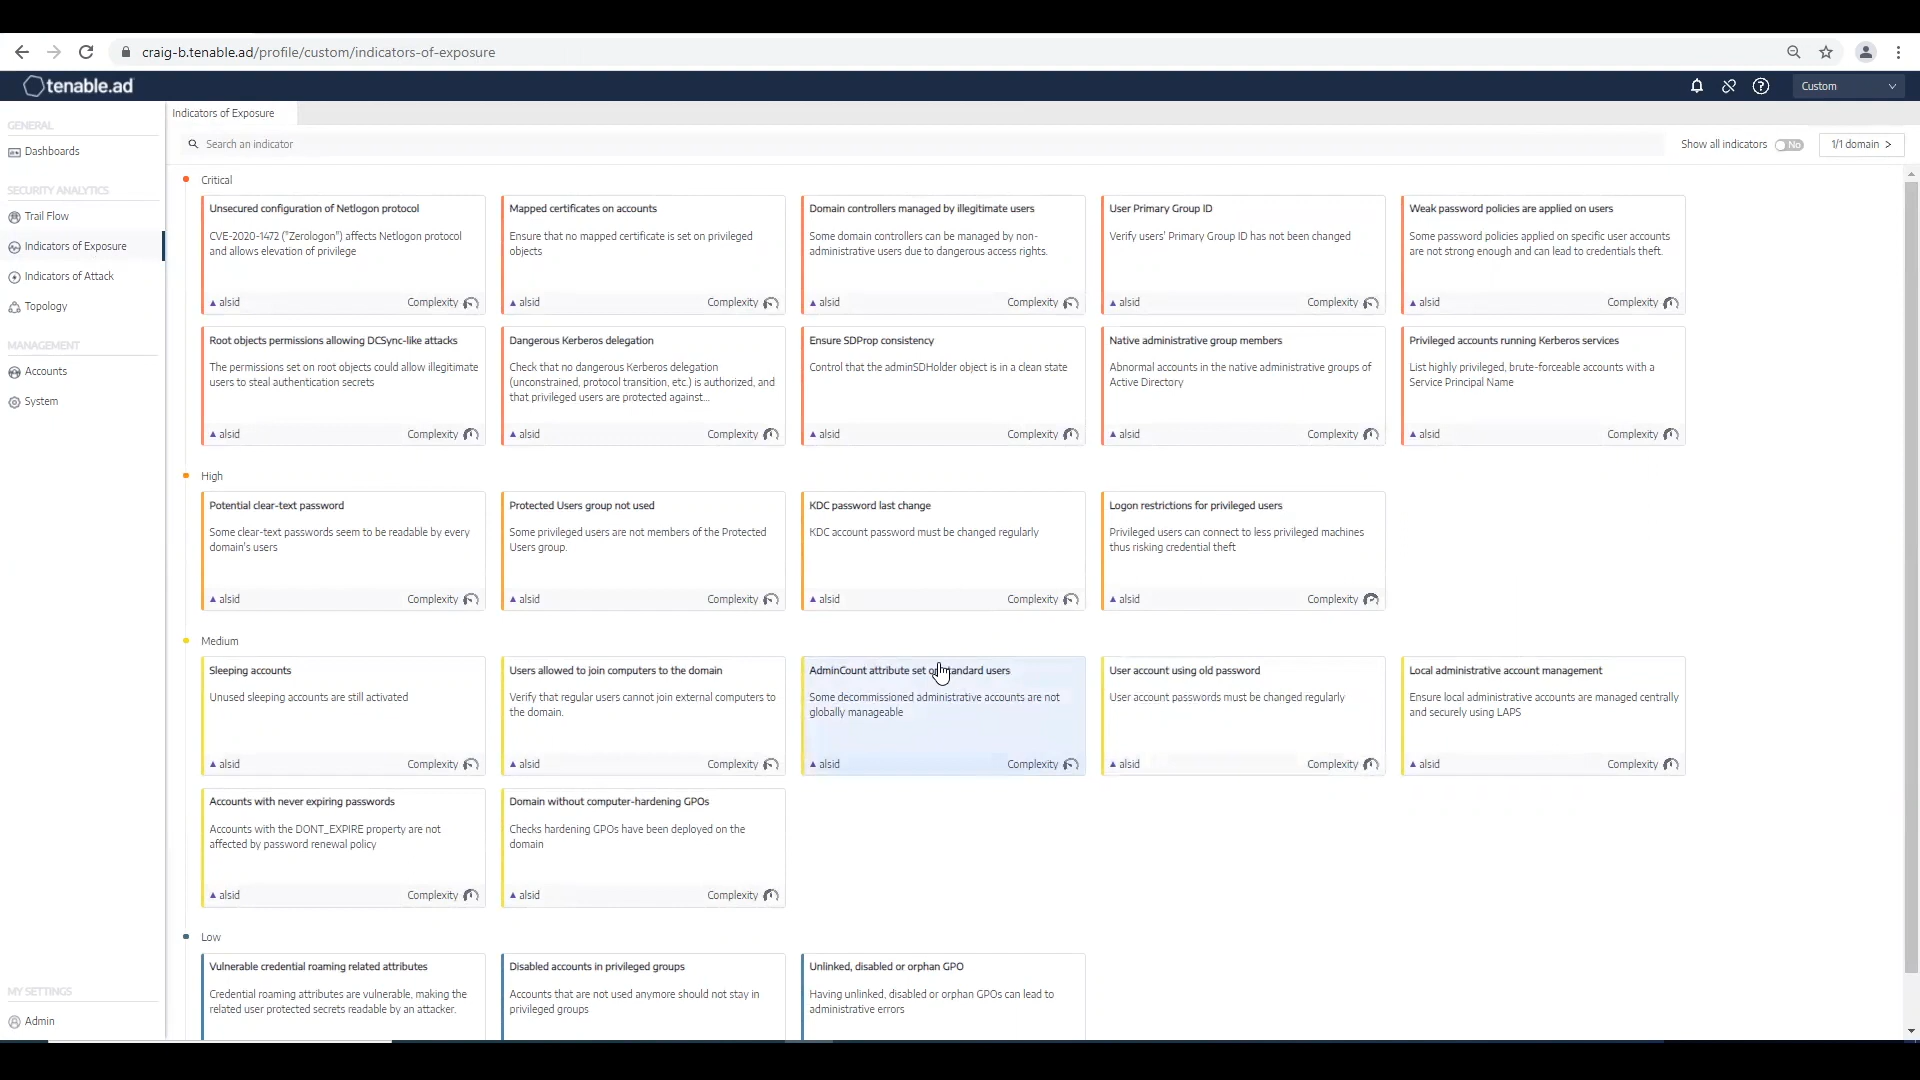 craig-b.tenable.ad/profile/custom/indicators-of-exposure
tenable.ad
Custom
GENERAL
Dashboards
SECURITY ANALYTICS
Trail Flow
Indicators of Exposure
Indicators of Attack
Topology
MANAGEMENT
Accounts
System
MY SETTINGS
Admin
Indicators of Exposure
Search an indicator
Show all indicators No
1/1 domain >
Critical
Unsecured configuration of Netlogon protocol
CVE-2020-1472 ("Zerologon") affects Netlogon protocol
and allows elevation of privilege
alsid Complexity
Mapped certificates on accounts
Ensure that no mapped certificate is set on privileged
objects
alsid Complexity
Domain controllers managed by illegitimate users
Some domain controllers can be managed by non-
administrative users due to dangerous access rights.
alsid Complexity
User Primary Group ID
Verify users' Primary Group ID has not been changed
alsid Complexity
Weak password policies are applied on users
Some password policies applied on specific user accounts
are not strong enough and can lead to credentials theft.
alsid Complexity
Root objects permissions allowing DCSync-like attacks
The permissions set on root objects could allow illegitimate
users to steal authentication secrets
alsid Complexity
Dangerous Kerberos delegation
Check that no dangerous Kerberos delegation
(unconstrained, protocol transition, etc.) is authorized, and
that privileged users are protected against...
alsid Complexity
Ensure SDProp consistency
Control that the adminSDHolder object is in a clean state
alsid Complexity
Native administrative group members
Abnormal accounts in the native administrative groups of
Active Directory
alsid Complexity
Privileged accounts running Kerberos services
List highly privileged, brute-forceable accounts with a
Service Principal Name
alsid Complexity
High
Potential clear-text password
Some clear-text passwords seem to be readable by every
domain's users
alsid Complexity
Protected Users group not used
Some privileged users are not members of the Protected
Users group.
alsid Complexity
KDC password last change
KDC account password must be changed regularly
alsid Complexity
Logon restrictions for privileged users
Privileged users can connect to less privileged machines
thus risking credential theft
alsid Complexity
Medium
Sleeping accounts
Unused sleeping accounts are still activated
alsid Complexity
Users allowed to join computers to the domain
Verify that regular users cannot join external computers to
the domain.
alsid Complexity
AdminCount attribute set users
Some decommissioned administrative accounts are not
globally manageable
alsid Complexity
User account using old password
User account passwords must be changed regularly
alsid Complexity
Local administrative account management
Ensure local administrative accounts are managed centrally
and securely using LAPS
alsid Complexity
Accounts with never expiring passwords
Accounts with the DONT_EXPIRE property are not
affected by password renewal policy
alsid Complexity
Domain without computer-hardening GPOs
Checks hardening GPOs have been deployed on the
domain
alsid Complexity
Low
Vulnerable credential roaming related attributes
Credential roaming attributes are vulnerable, making the
related user protected secrets readable by an attacker.
Disabled accounts in privileged groups
Accounts that are not used anymore should not stay in
privileged groups
Unlinked, disabled or orphan GPO
Having unlinked, disabled or orphan GPOs can lead to
administrative errors